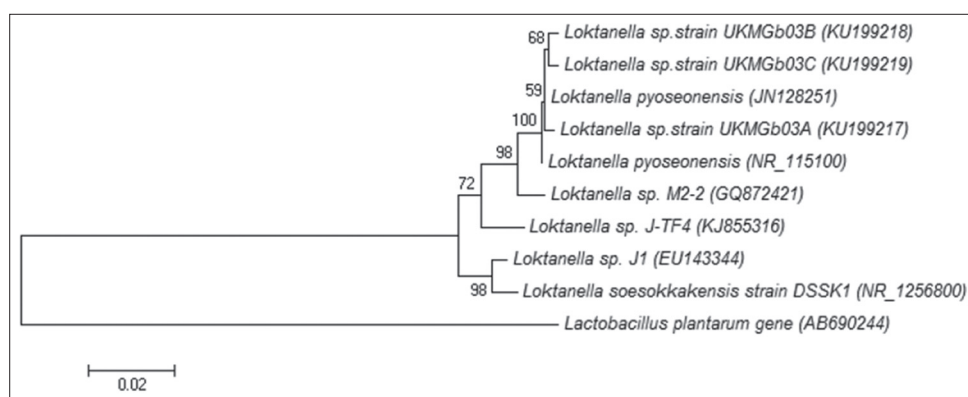 68
Loktanella sp.strain UKMGb03B (KU199218)
Loktanella sp.strain UKMGb03C (KU199219)
59
Loktanella pyoseonensis (JN128251)
100
Loktanella sp.strain UKMGb03A (KU199217)
98
Loktanella pyoseonensis (NR_115100)
72
Loktanella sp. M2-2 (GQ872421)
Loktanella sp. J-TF4 (KJ855316)
Loktanella sp. J1 (EU143344)
98
Loktanella soesokkakensis strain DSSK1 (NR_1256800)
Lactobacillus plantarum gene (AB690244)
0.02